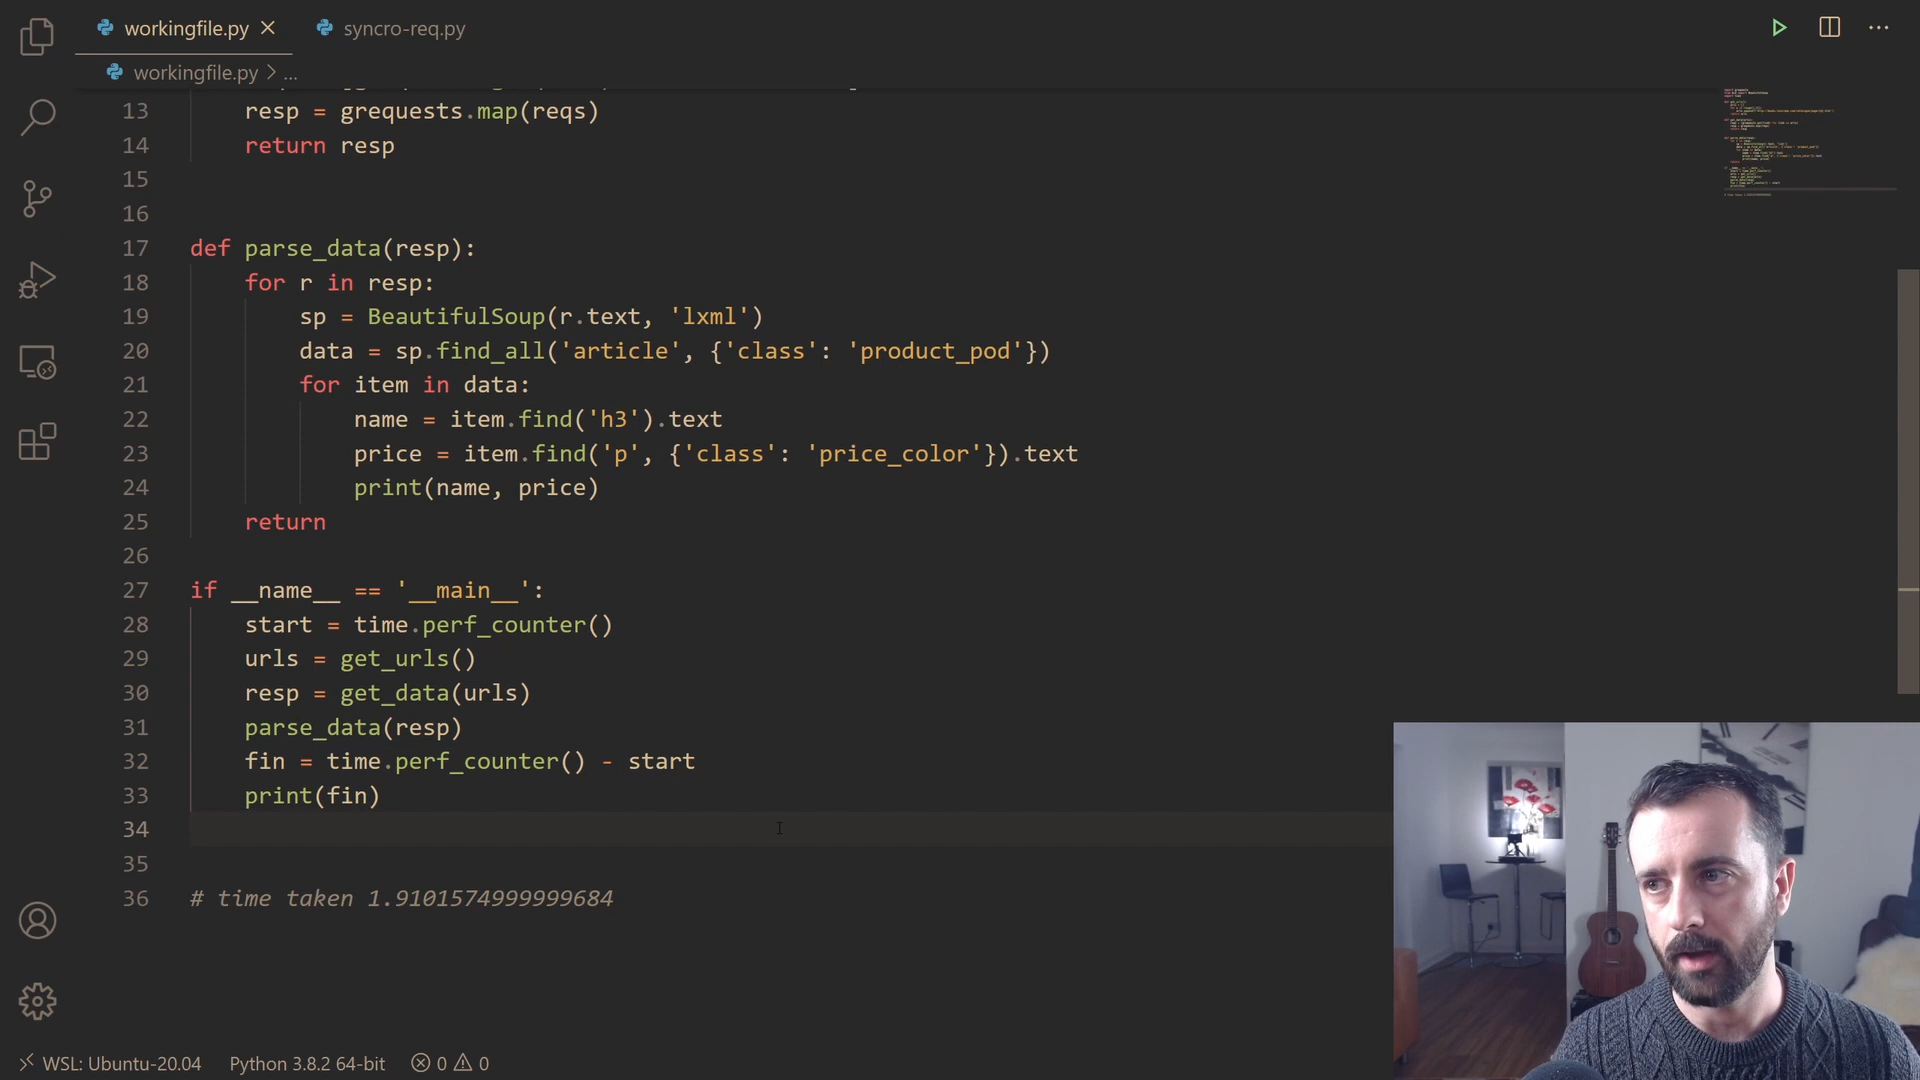 workingfile.py
syncro-req.py
workingfile.py > ...
13 resp = grequests.map(reqs)
14 return resp
15
16
17 def parse_data(resp):
18 for r in resp:
19 sp = BeautifulSoup(r.text, 'lxml')
20 data = sp.find_all('article', {'class': 'product_pod'})
21 for item in data:
22 name = item.find('h3').text
23 price = item.find('p', {'class': 'price_color'}).text
24 print(name, price)
25 return
26
27 if __name__ == '__main__':
28 start = time.perf_counter()
29 urls = get_urls()
30 resp = get_data(urls)
31 parse_data(resp)
32 fin = time.perf_counter() - start
33 print(fin)
34
35
36 # time taken 1.9101574999999684
WSL: Ubuntu-20.04 Python 3.8.2 64-bit 0 0